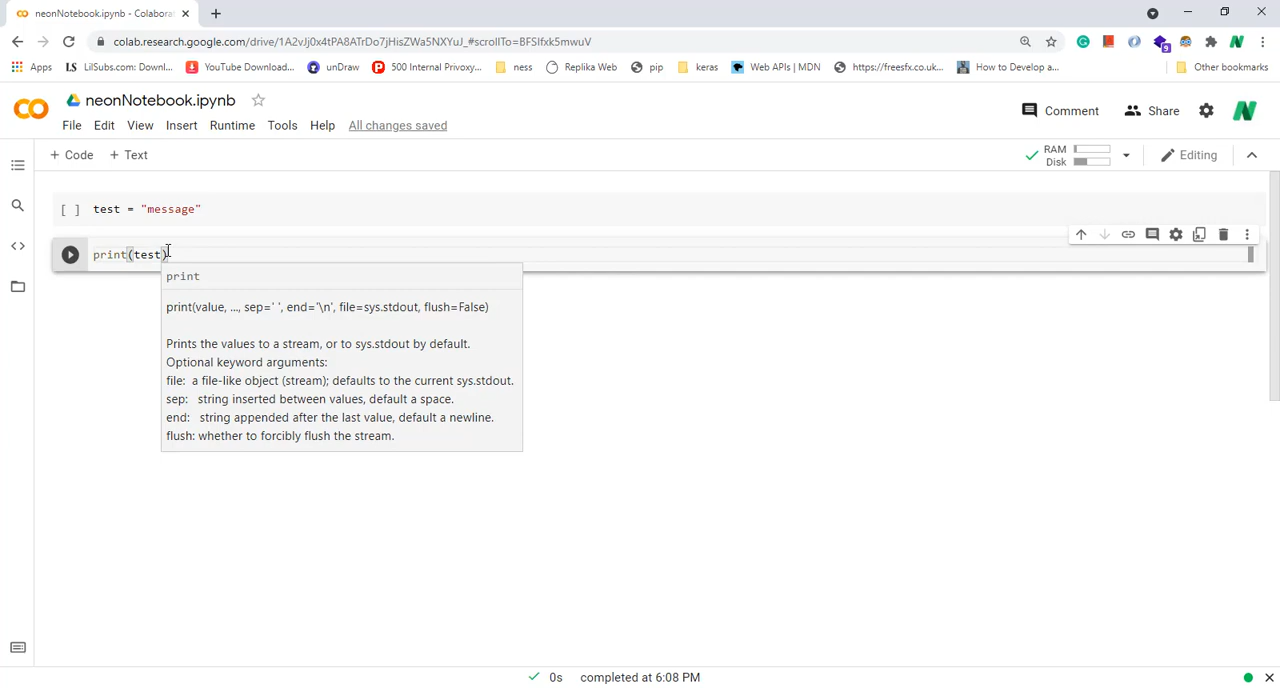 neonNotebook.ipynb - Colaborat
colab.research.google.com/drive/1A2vJj0x4tPA8ATrDo7jHisZWa5NXYuJ_#scrollTo=BFSIfxk5mwuV
9
Apps
LS LilSubs.com: Downl...
YouTube Download...
unDraw
500 Internal Privoxy...
ness
Replika Web
pip
keras
Web APIs | MDN
https://freesfx.co.uk...
How to Develop a...
Other bookmarks
neonNotebook.ipynb
Comment
Share
File Edit View Insert Runtime Tools Help All changes saved
+ Code + Text
RAM
Disk
Editing
[ ] test = "message"
print(test)
print
print(value, ..., sep=' ', end='\n', file=sys.stdout, flush=False)
Prints the values to a stream, or to sys.stdout by default.
Optional keyword arguments:
file: a file-like object (stream); defaults to the current sys.stdout.
sep: string inserted between values, default a space.
end: string appended after the last value, default a newline.
flush: whether to forcibly flush the stream.
0s completed at 6:08 PM